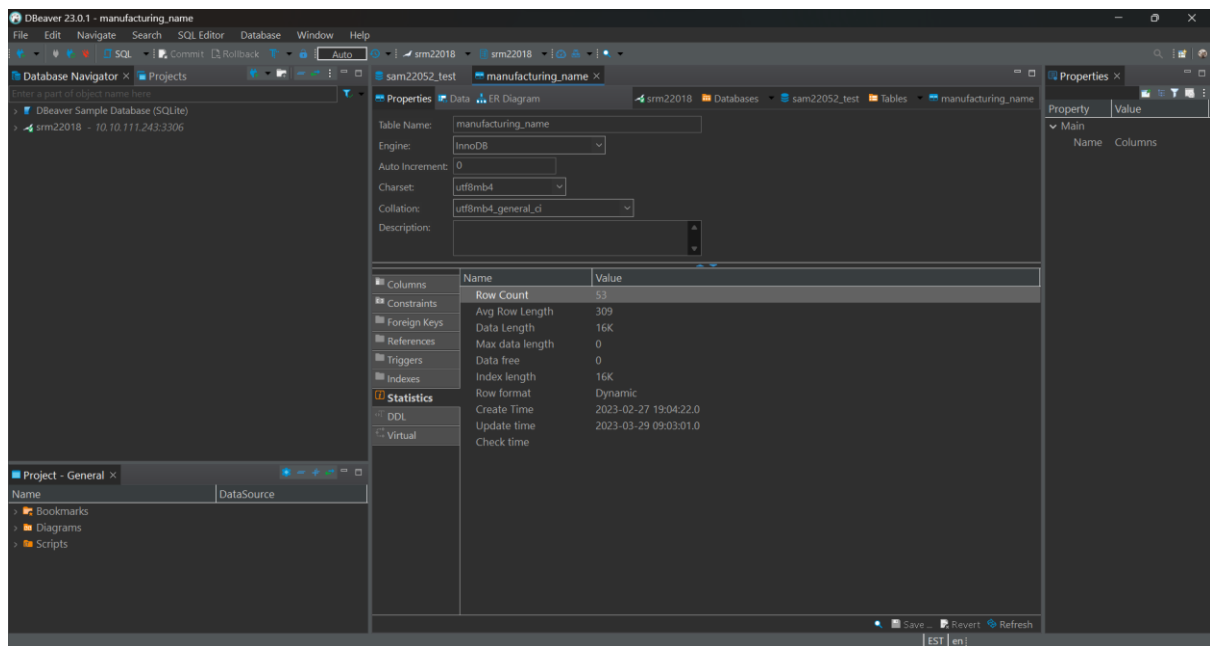 DBeaver 23.0.1 - manufacturing_name
File Edit Navigate Search SQL Editor Database Window Help
SQL Commit Rollback Auto srm22018 srm22018
Database Navigator Projects
Enter a part of object name here
DBeaver Sample Database (SQLite)
srm22018 - 10.10.111.243:3306
sam22052_test manufacturing_name
Properties Data ER Diagram srm22018 Databases sam22052_test Tables manufacturing_name
Table Name: manufacturing_name
Engine: InnoDB
Auto Increment: 0
Charset: utf8mb4
Collation: utf8mb4_general_ci
Description:
Columns
Constraints
Foreign Keys
References
Triggers
Indexes
Statistics
DDL
Virtual
Name Value
Row Count 53
Avg Row Length 309
Data Length 16K
Max data length 0
Data free 0
Index length 16K
Row format Dynamic
Create Time 2023-02-27 19:04:22.0
Update time 2023-03-29 09:03:01.0
Check time
Save ... Revert Refresh
Properties
Property Value
Main
Name Columns
Project - General
Name DataSource
Bookmarks
Diagrams
Scripts
EST en